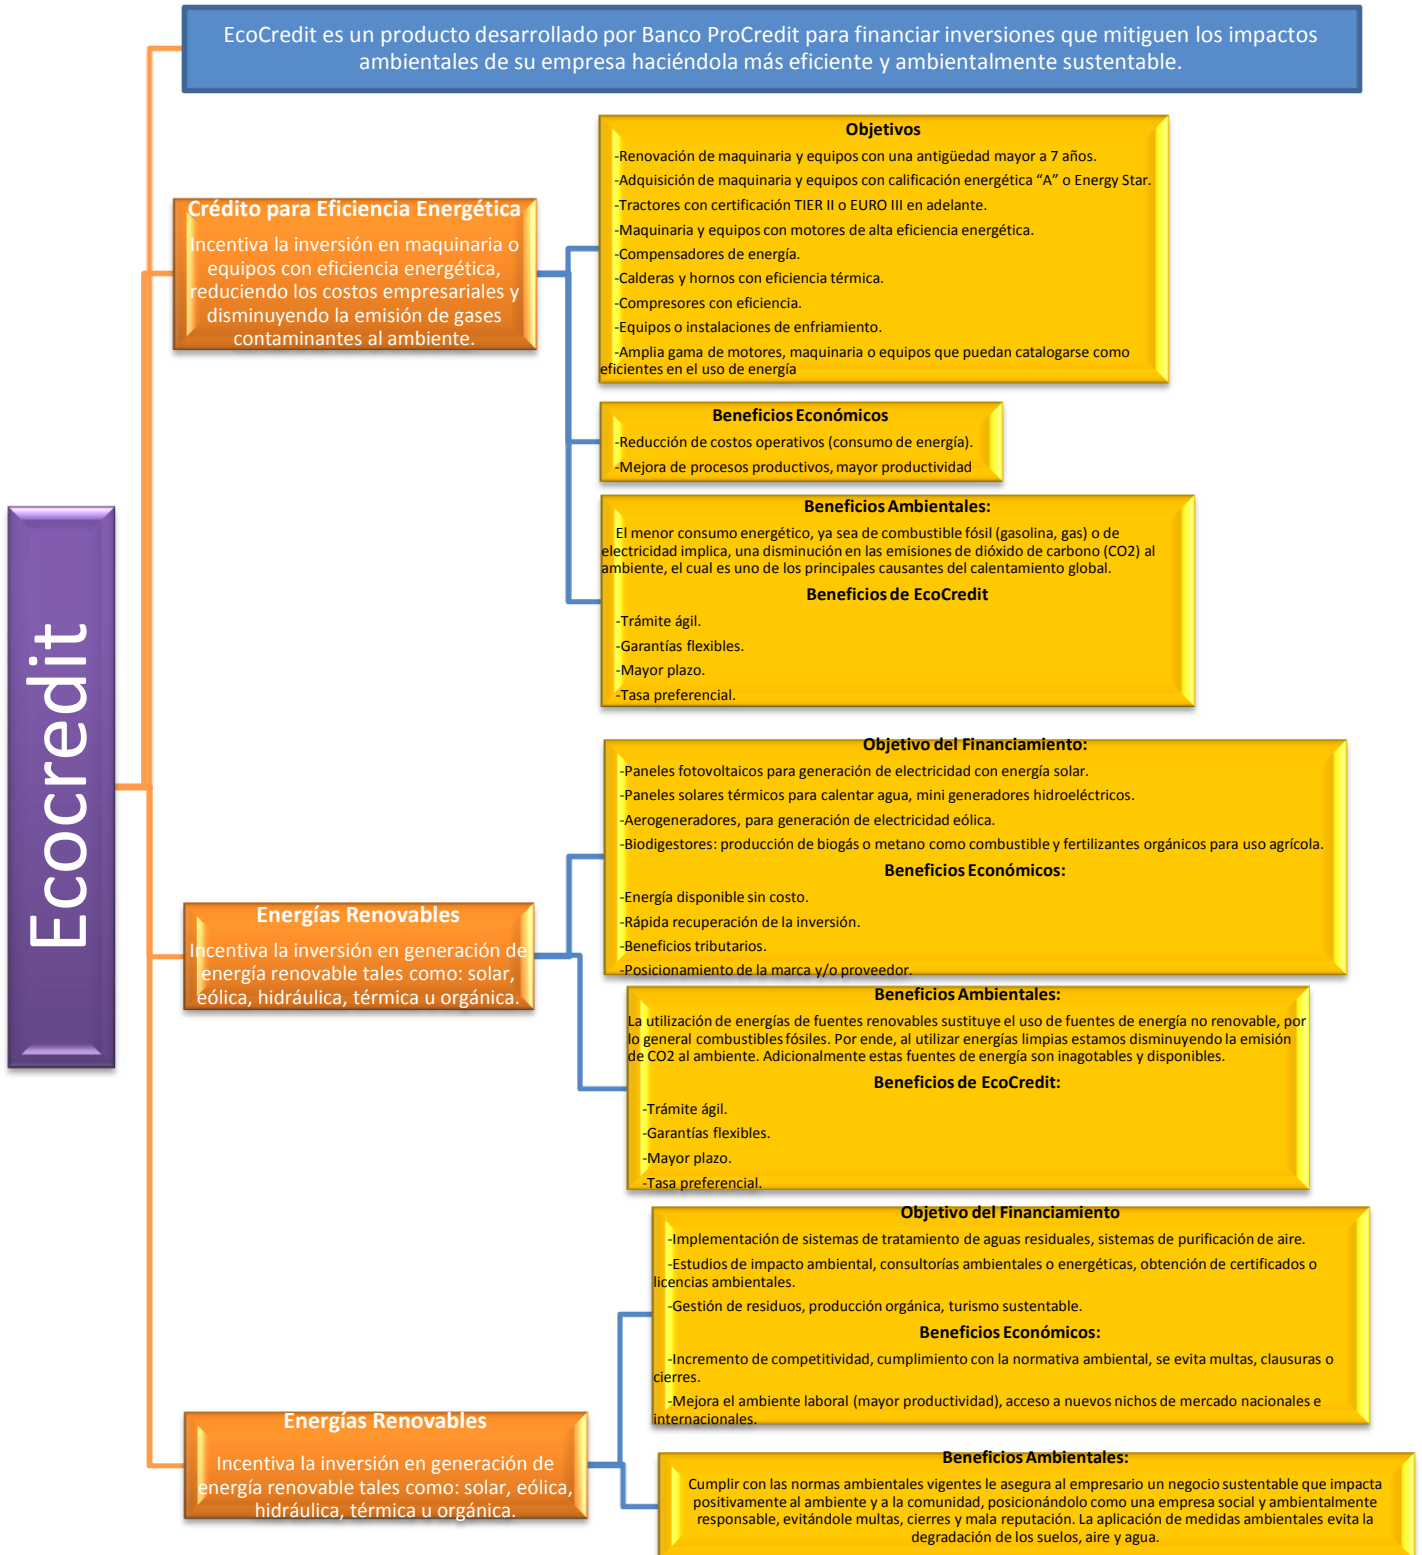 Ecocredit
EcoCredit es un producto desarrollado por Banco ProCredit para financiar inversiones que mitiguen los impactos
ambientales de su empresa haciéndola más eficiente y ambientalmente sustentable.
Crédito para Eficiencia Energética
Incentiva la inversión en maquinaria o
equipos con eficiencia energética,
reduciendo los costos empresariales y
disminuyendo la emisión de gases
contaminantes al ambiente.
Objetivos
-Renovación de maquinaria y equipos con una antigüedad mayor a 7 años.
-Adquisición de maquinaria y equipos con calificación energética “A” o Energy Star.
-Tractores con certificación TIER II o EURO III en adelante.
-Maquinaria y equipos con motores de alta eficiencia energética.
-Compensadores de energía.
-Calderas y hornos con eficiencia térmica.
-Compresores con eficiencia.
-Equipos o instalaciones de enfriamiento.
-Amplia gama de motores, maquinaria o equipos que puedan catalogarse como
eficientes en el uso de energía
Beneficios Económicos
-Reducción de costos operativos (consumo de energía).
-Mejora de procesos productivos, mayor productividad
Beneficios Ambientales:
El menor consumo energético, ya sea de combustible fósil (gasolina, gas) o de
electricidad implica, una disminución en las emisiones de dióxido de carbono (CO2) al
ambiente, el cual es uno de los principales causantes del calentamiento global.
Beneficios de EcoCredit
-Trámite ágil.
-Garantías flexibles.
-Mayor plazo.
-Tasa preferencial.
Energías Renovables
Incentiva la inversión en generación de
energía renovable tales como: solar,
eólica, hidráulica, térmica u orgánica.
Objetivo del Financiamiento:
-Paneles fotovoltaicos para generación de electricidad con energía solar.
-Paneles solares térmicos para calentar agua, mini generadores hidroeléctricos.
-Aerogeneradores, para generación de electricidad eólica.
-Biodigestores: producción de biogás o metano como combustible y fertilizantes orgánicos para uso agrícola.
Beneficios Económicos:
-Energía disponible sin costo.
-Rápida recuperación de la inversión.
-Beneficios tributarios.
-Posicionamiento de la marca y/o proveedor.
Beneficios Ambientales:
La utilización de energías de fuentes renovables sustituye el uso de fuentes de energía no renovable, por
lo general combustibles fósiles. Por ende, al utilizar energías limpias estamos disminuyendo la emisión
de CO2 al ambiente. Adicionalmente estas fuentes de energía son inagotables y disponibles.
Beneficios de EcoCredit:
-Trámite ágil.
-Garantías flexibles.
-Mayor plazo.
-Tasa preferencial.
Energías Renovables
Incentiva la inversión en generación de
energía renovable tales como: solar, eólica,
hidráulica, térmica u orgánica.
Objetivo del Financiamiento
-Implementación de sistemas de tratamiento de aguas residuales, sistemas de purificación de aire.
-Estudios de impacto ambiental, consultorías ambientales o energéticas, obtención de certificados o
licencias ambientales.
-Gestión de residuos, producción orgánica, turismo sustentable.
Beneficios Económicos:
-Incremento de competitividad, cumplimiento con la normativa ambiental, se evita multas, clausuras o
cierres.
-Mejora el ambiente laboral (mayor productividad), acceso a nuevos nichos de mercado nacionales e
internacionales.
Beneficios Ambientales:
Cumplir con las normas ambientales vigentes le asegura al empresario un negocio sustentable que impacta
positivamente al ambiente y a la comunidad, posicionándolo como una empresa social y ambientalmente
responsable, evitándole multas, cierres y mala reputación. La aplicación de medidas ambientales evita la
degradación de los suelos, aire y agua.